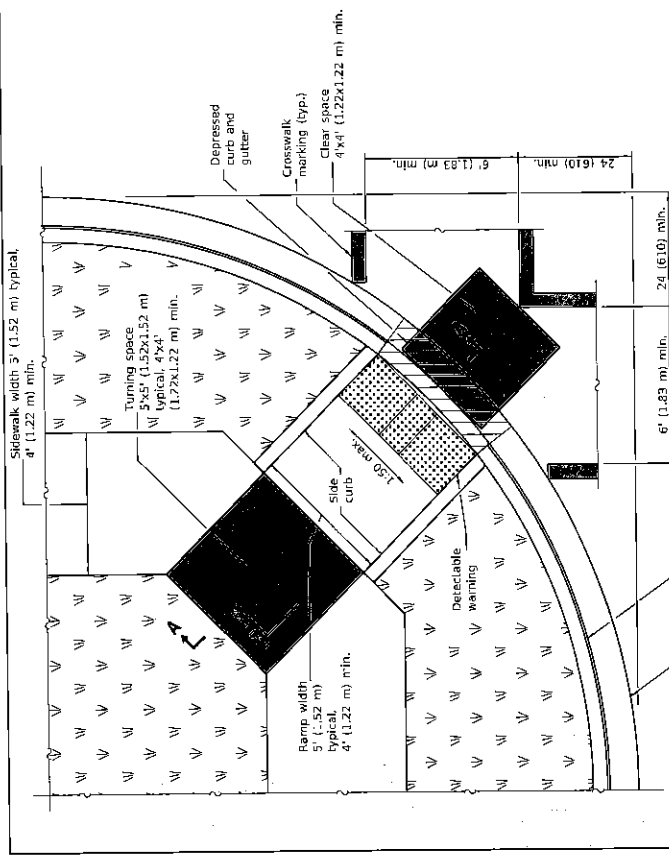 Sidewalk width 5' (1.52 m) typical,
4' (1.22 m) min.
Turning space
5'x5' (1.52x1.52 m)
typical, 4'x4'
(1.22x1.22 m) min.
Depressed
curb and
gutter
Crosswalk
marking (typ.)
Clear space
4'x4' (1.22x1.22 m) min.
A
Side
curb
1:50 max.
Ramp width
5' (1.52 m)
typical,
4' (1.22 m) min.
Detectable
warning
6' (1.83 m) min.
24 (610) min.
6' (1.83 m) min.
24 (610) min.